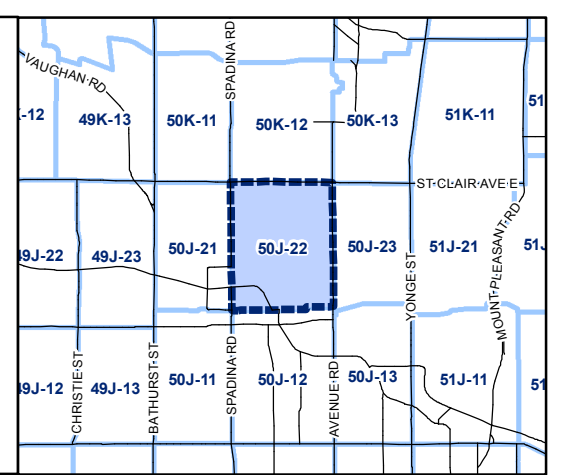 VAUGHAN RD
SPADINA RD
-12
49K-13
50K-11
50K-12
50K-13
51K-11
51
ST CLAIR AVE E
49J-22
49J-23
50J-21
50J-22
50J-23
51J-21
51J
YONGE ST
MOUNT PLEASANT RD
CHRISTIE ST
BATHURST ST
SPADINA RD
AVENUE RD
49J-12
49J-13
50J-11
50J-12
50J-13
51J-11
51